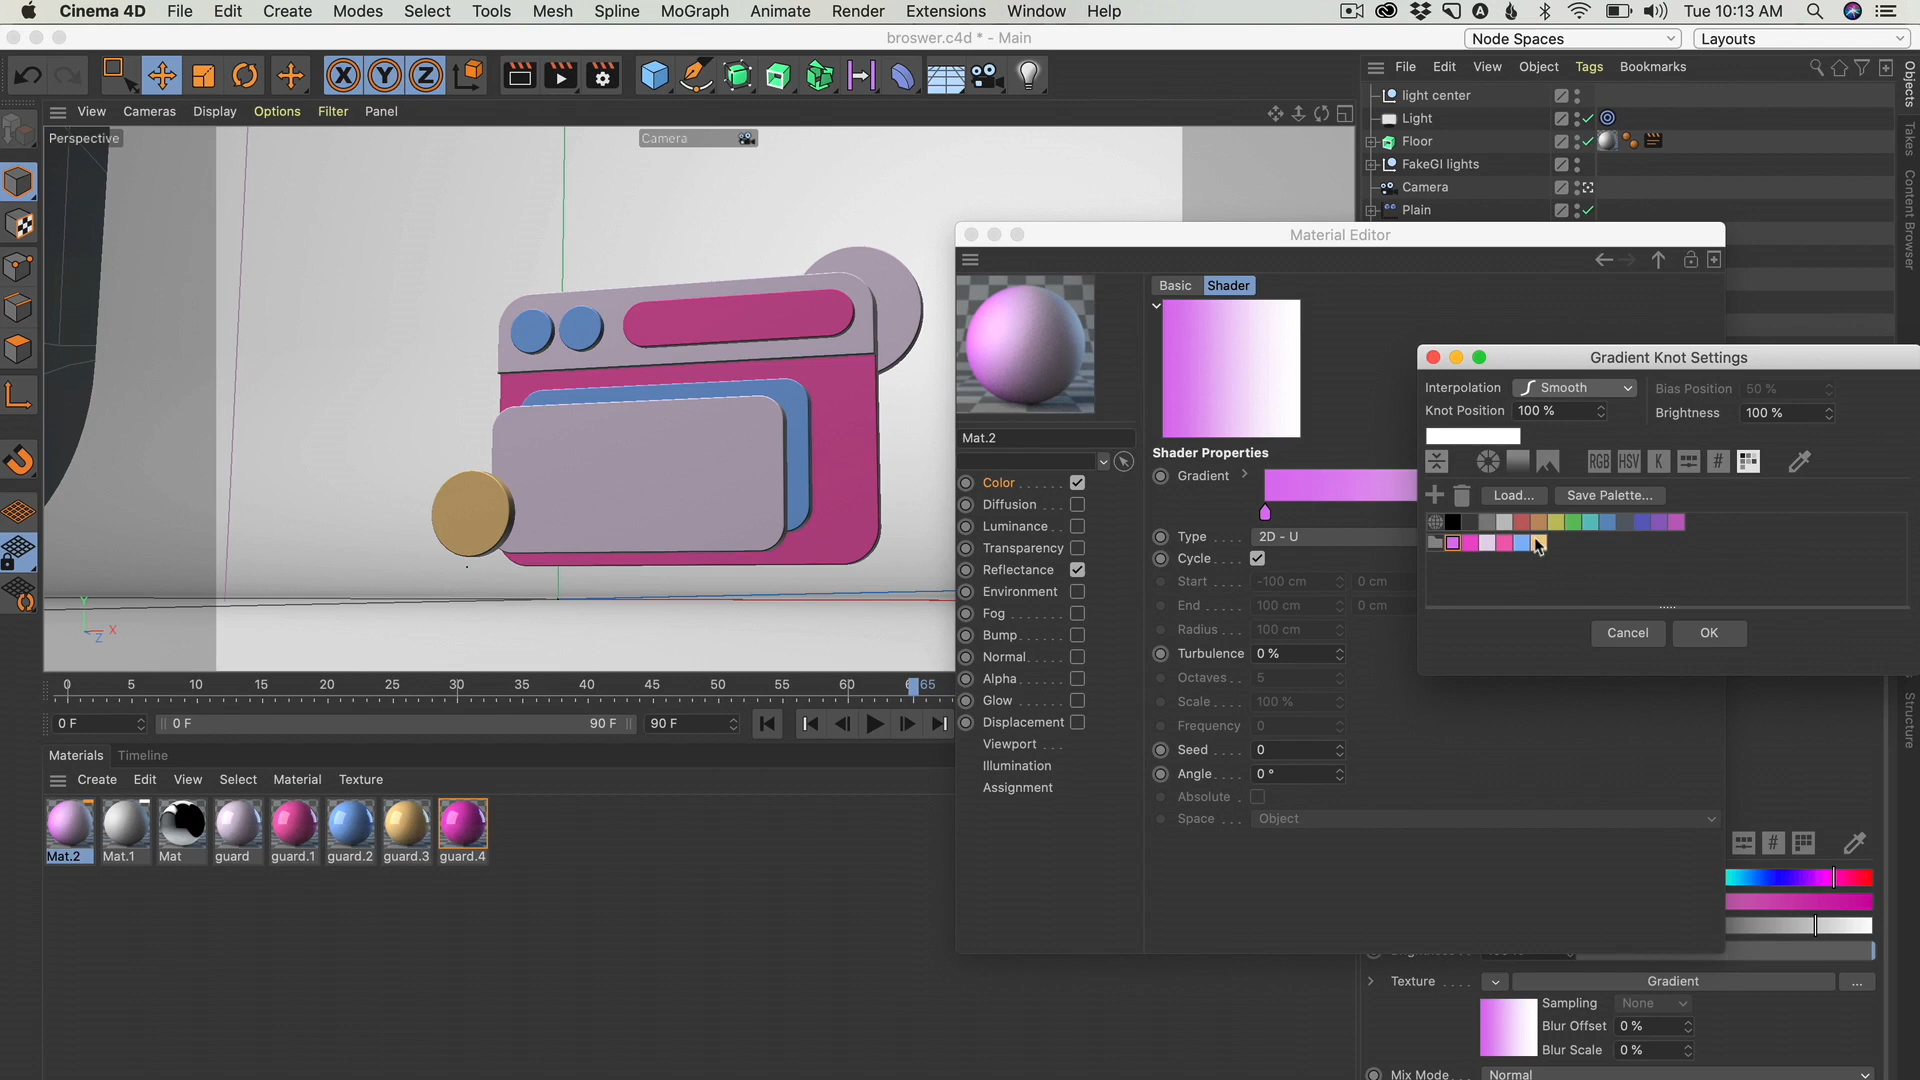 Cinema 4D File Edit Create Modes Select Tools Mesh Spline MoGraph Animate Render Extensions Window Help Tue 10:13 AM
broswer.c4d * - Main
Node Spaces
Layouts
File Edit View Object Tags Bookmarks
View Cameras Display Options Filter Panel
Perspective
Camera
light center
Light
Floor
FakeGI lights
Camera
Plain
Objects
Takes
Content Browser
Structure
Material Editor
Basic Shader
Mat.2
Color
Diffusion
Luminance
Transparency
Reflectance
Environment
Fog
Bump
Normal
Alpha
Glow
Displacement
Viewport
Illumination
Assignment
Shader Properties
Gradient
Type 2D - U
Cycle
Start -100 cm 0 cm
End 100 cm 0 cm
Radius 100 cm
Turbulence 0 %
Octaves 5
Scale 100 %
Frequency 0
Seed 0
Angle 0 °
Absolute
Space Object
Gradient Knot Settings
Interpolation Smooth Bias Position 50 %
Knot Position 100 % Brightness 100 %
RGB HSV K #
Load... Save Palette...
Cancel OK
Y
X
Z
0 5 10 15 20 25 30 35 40 45 50 55 60 65
0 F 0 F 90 F 90 F
Materials Timeline
Create Edit View Select Material Texture
Mat.2 Mat.1 Mat guard guard.1 guard.2 guard.3 guard.4
#
Texture Gradient ...
Sampling None
Blur Offset 0 %
Blur Scale 0 %
Mix Mode Normal